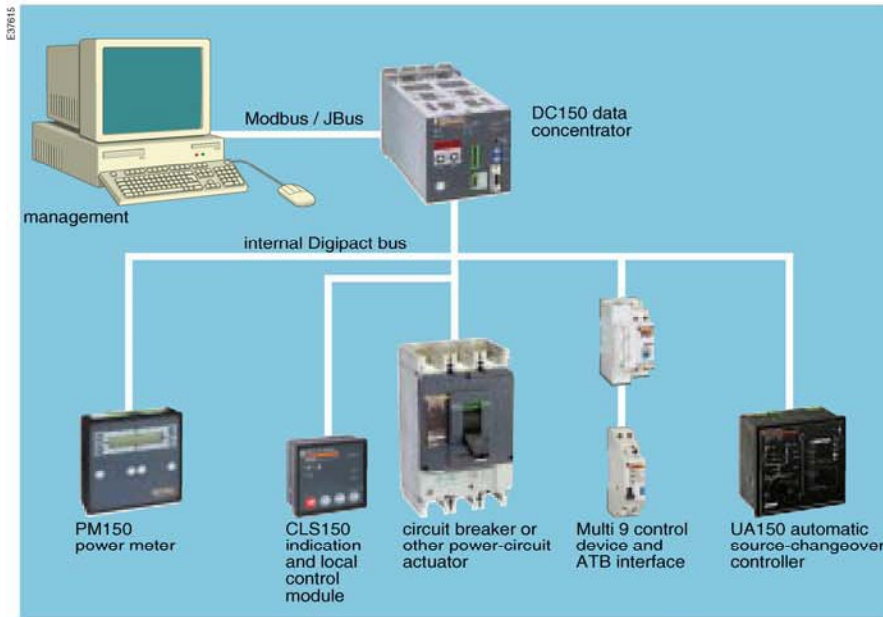 E37615
Modbus / JBus
DC150 data
concentrator
management
internal Digipact bus
PM150
power meter
CLS150
indication
and local
control
module
circuit breaker or
other power-circuit
actuator
Multi 9 control
device and
ATB interface
UA150 automatic
source-changeover
controller